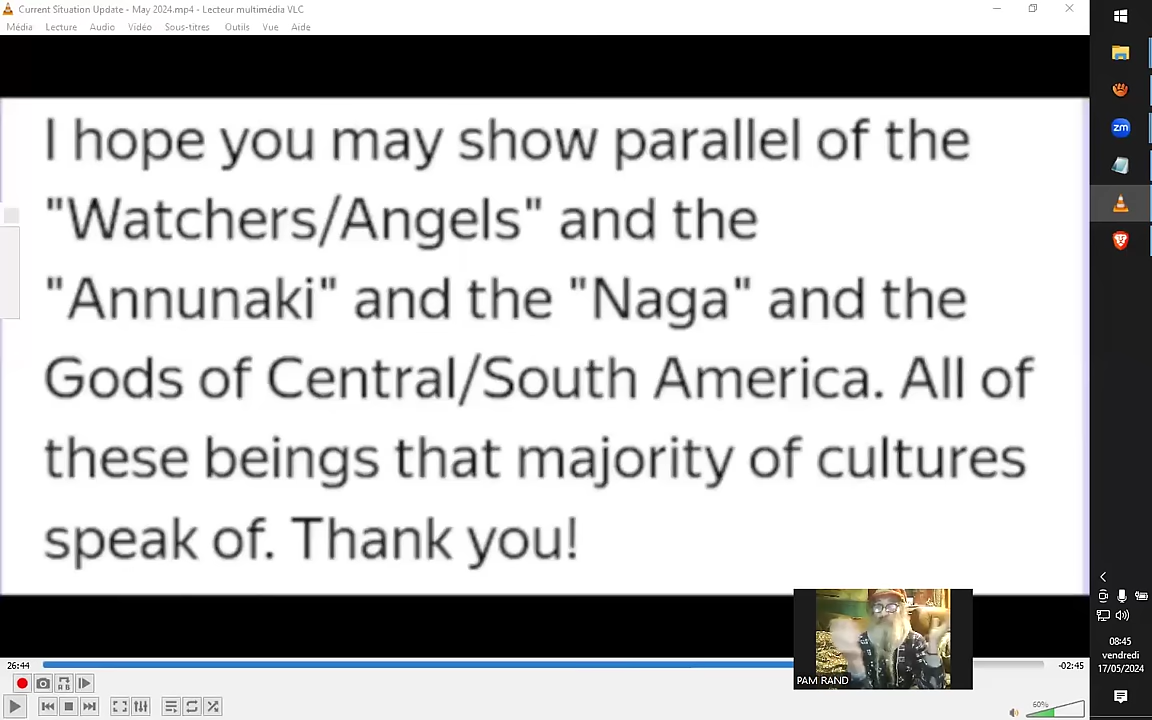 Current Situation Update - May 2024.mp4 - Lecteur multimédia VLC
Média Lecture Audio Vidéo Sous-titres Outils Vue Aide
I hope you may show parallel of the
"Watchers/Angels" and the
"Annunaki" and the "Naga" and the
Gods of Central/South America. All of
these beings that majority of cultures
speak of. Thank you!
PAM RAND
26:44
-02:45
60%
zm
08:45
vendredi
17/05/2024